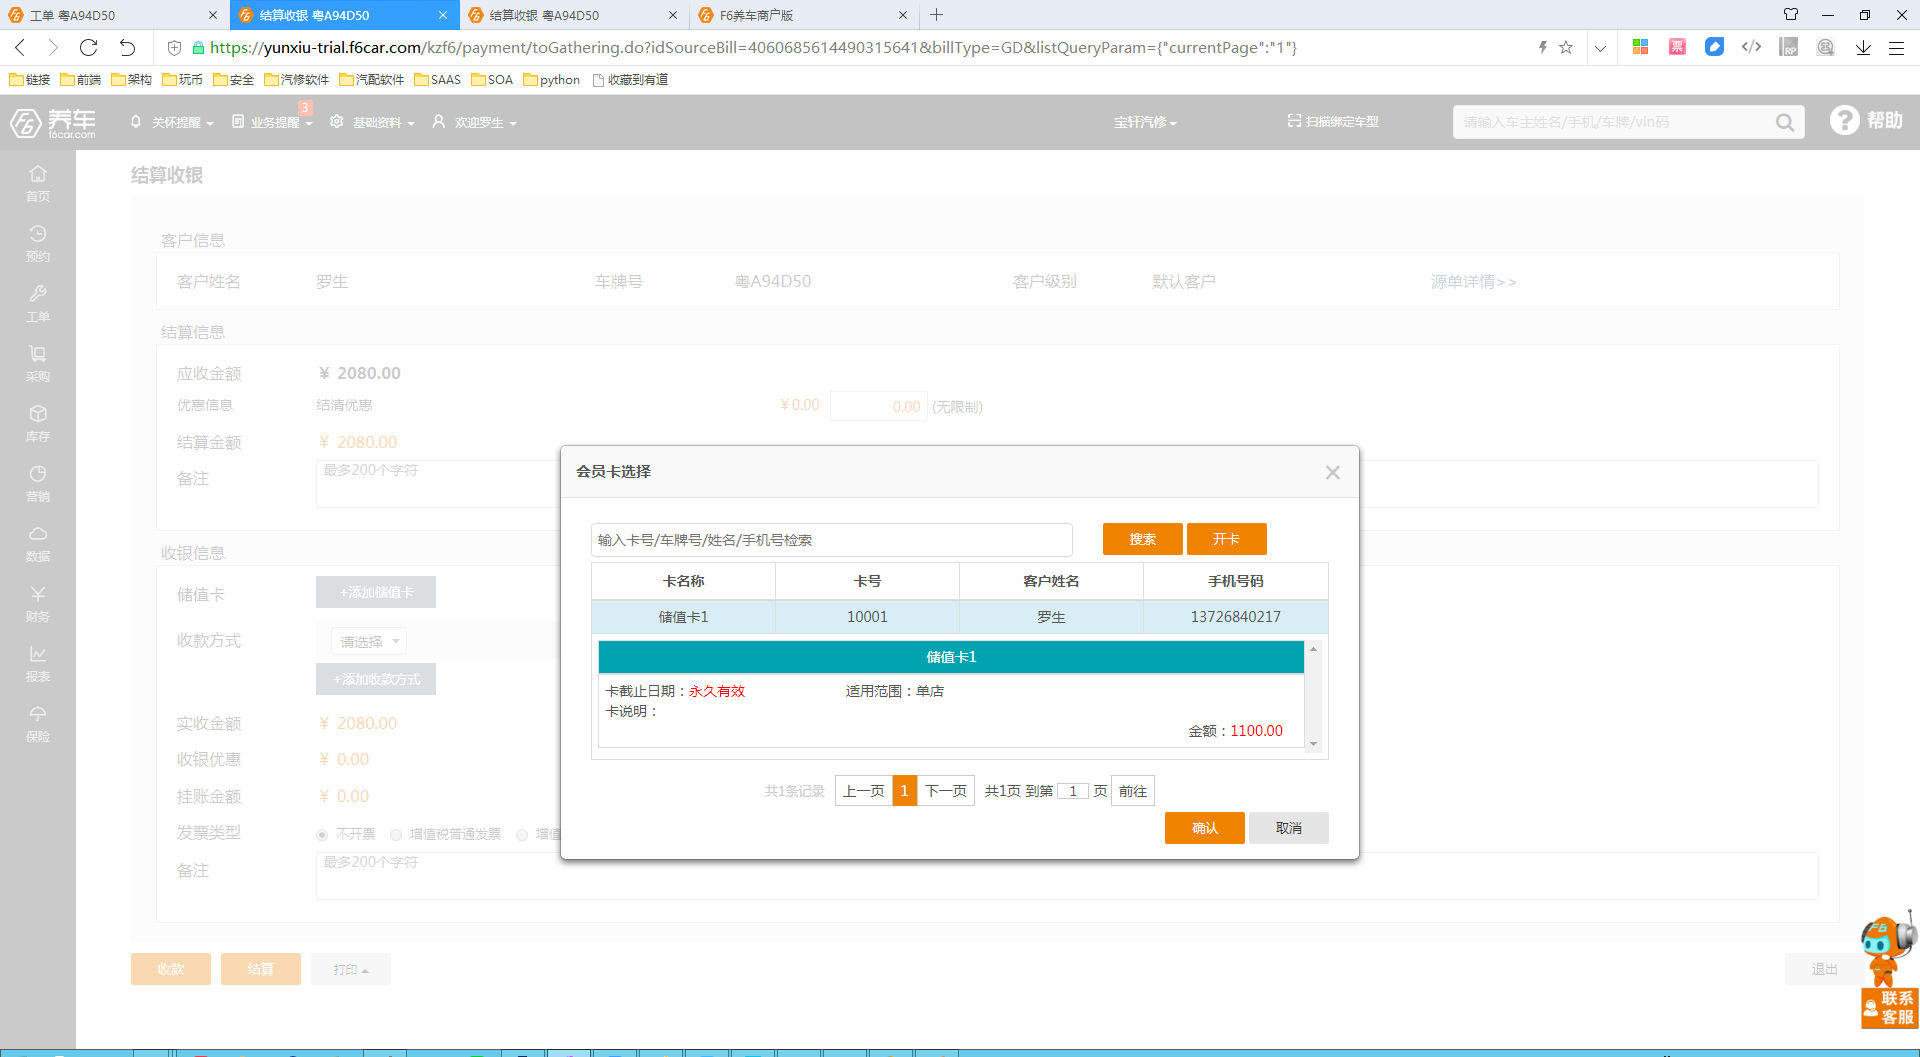 工单 粤A94D50
结算收银 粤A94D50
结算收银 粤A94D50
F6养车商户版
https://yunxiu-trial.f6car.com/kzf6/payment/toGathering.do?idSourceBill=4060685614490315641&billType=GD&listQueryParam={"currentPage":"1"}
票
RP
链接 前端 架构 玩币 安全 汽修软件 汽配软件 SAAS SOA python 收藏到有道
养车
f6car.com
关怀提醒 业务提醒 3 基础资料 欢迎罗生
宝轩汽修
扫描绑定车型
请输入车主姓名/手机/车牌/vin码
? 帮助
首页
预约
工单
采购
库存
营销
数据
财务
报表
保险
结算收银
客户信息
客户姓名 罗生 车牌号 粤A94D50 客户级别 默认客户 源单详情>>
结算信息
应收金额 ¥ 2080.00
优惠信息 结清优惠 ¥0.00 0.00 (无限制)
结算金额 ¥ 2080.00
备注 最多200个字符
收银信息
储值卡 +添加储值卡
收款方式 请选择
+添加收款方式
实收金额 ¥ 2080.00
收银优惠 ¥ 0.00
挂账金额 ¥ 0.00
发票类型 不开票 增值税普通发票 增值
备注 最多200个字符
收款 结算 打印 退出
会员卡选择
输入卡号/车牌号/姓名/手机号检索 搜索 开卡
卡名称 卡号 客户姓名 手机号码
储值卡1 10001 罗生 13726840217
储值卡1
卡截止日期：永久有效 适用范围：单店
卡说明：
金额：1100.00
共1条记录 上一页 1 下一页 共1页 到第 1 页 前往
确认 取消
F6
联系
客服